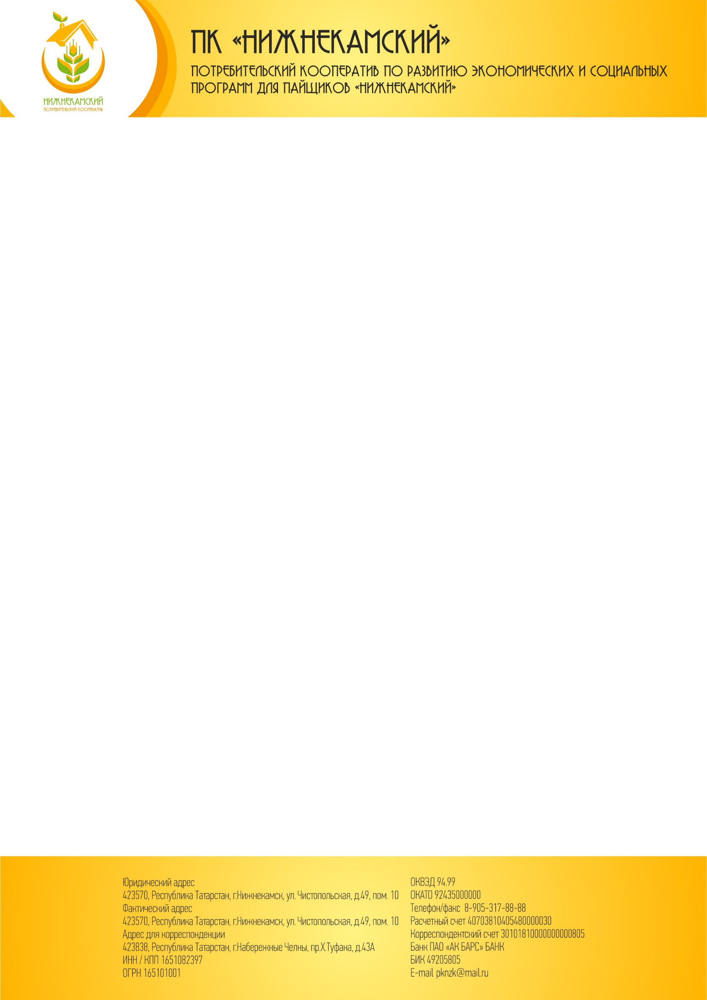 ПК «НИЖНЕКАМСКИЙ»
ПОТРЕБИТЕЛЬСКИЙ КООПЕРАТИВ ПО РАЗВИТИЮ ЭКОНОМИЧЕСКИХ И СОЦИАЛЬНЫХ
ПРОГРАММ ДЛЯ ПАЙЩИКОВ «НИЖНЕКАМСКИЙ»
НИЖНЕКАМСКИЙ
ПОТРЕБИТЕЛЬСКИЙ КООПЕРАТИВ
Юридический адрес
423570, Республика Татарстан, г.Нижнекамск, ул. Чистопольская, д.49, пом. 10
Фактический адрес
423570, Республика Татарстан, г.Нижнекамск, ул. Чистопольская, д.49, пом. 10
Адрес для корреспонденции
423838, Республика Татарстан, г.Набережные Челны, пр.Х.Туфана, д.43А
ИНН / КПП 1651082397
ОГРН 165101001
ОКВЭД 94.99
ОКАТО 92435000000
Телефон/факс 8-905-317-88-88
Расчетный счет 40703810405480000030
Корреспондентский счет 30101810000000000805
Банк ПАО «АК БАРС» БАНК
БИК 49205805
E-mail pknzk@mail.ru